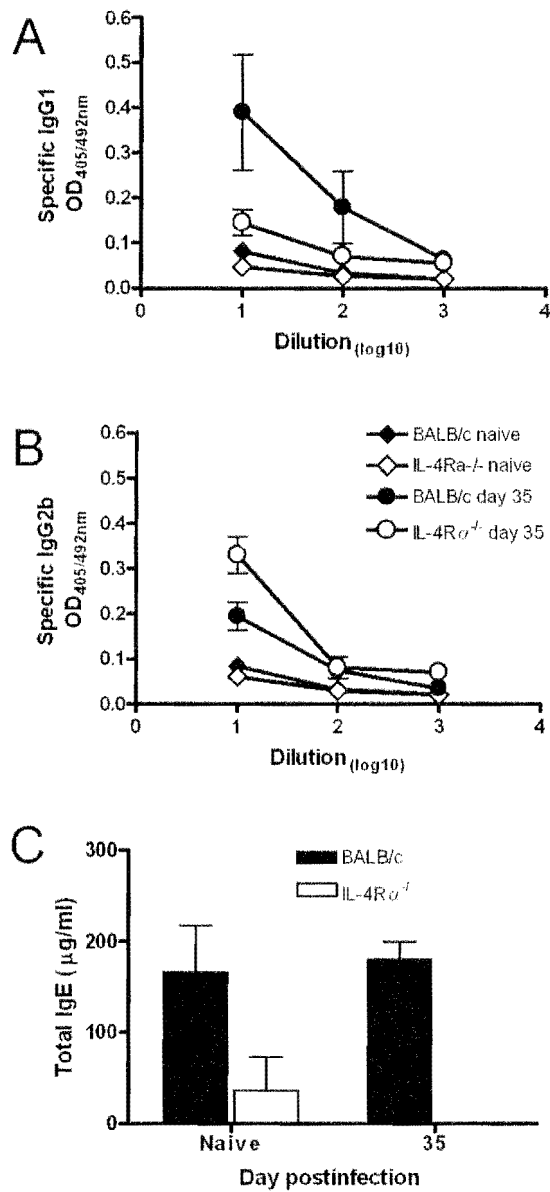 A
Specific IgG1
OD405/492nm
0.6
0.5
0.4
0.3
0.2
0.1
0.0
0 1 2 3 4
Dilution (log10)
B
Specific IgG2b
OD405/492nm
0.6
0.5
0.4
0.3
0.2
0.1
0.0
BALB/c naive
IL-4Ra-/- naive
BALB/c day 35
IL-4Rα-/- day 35
0 1 2 3 4
Dilution (log10)
C
Total IgE (μg/ml)
300
200
100
0
BALB/c
IL-4Rα-/-
Naive 35
Day postinfection